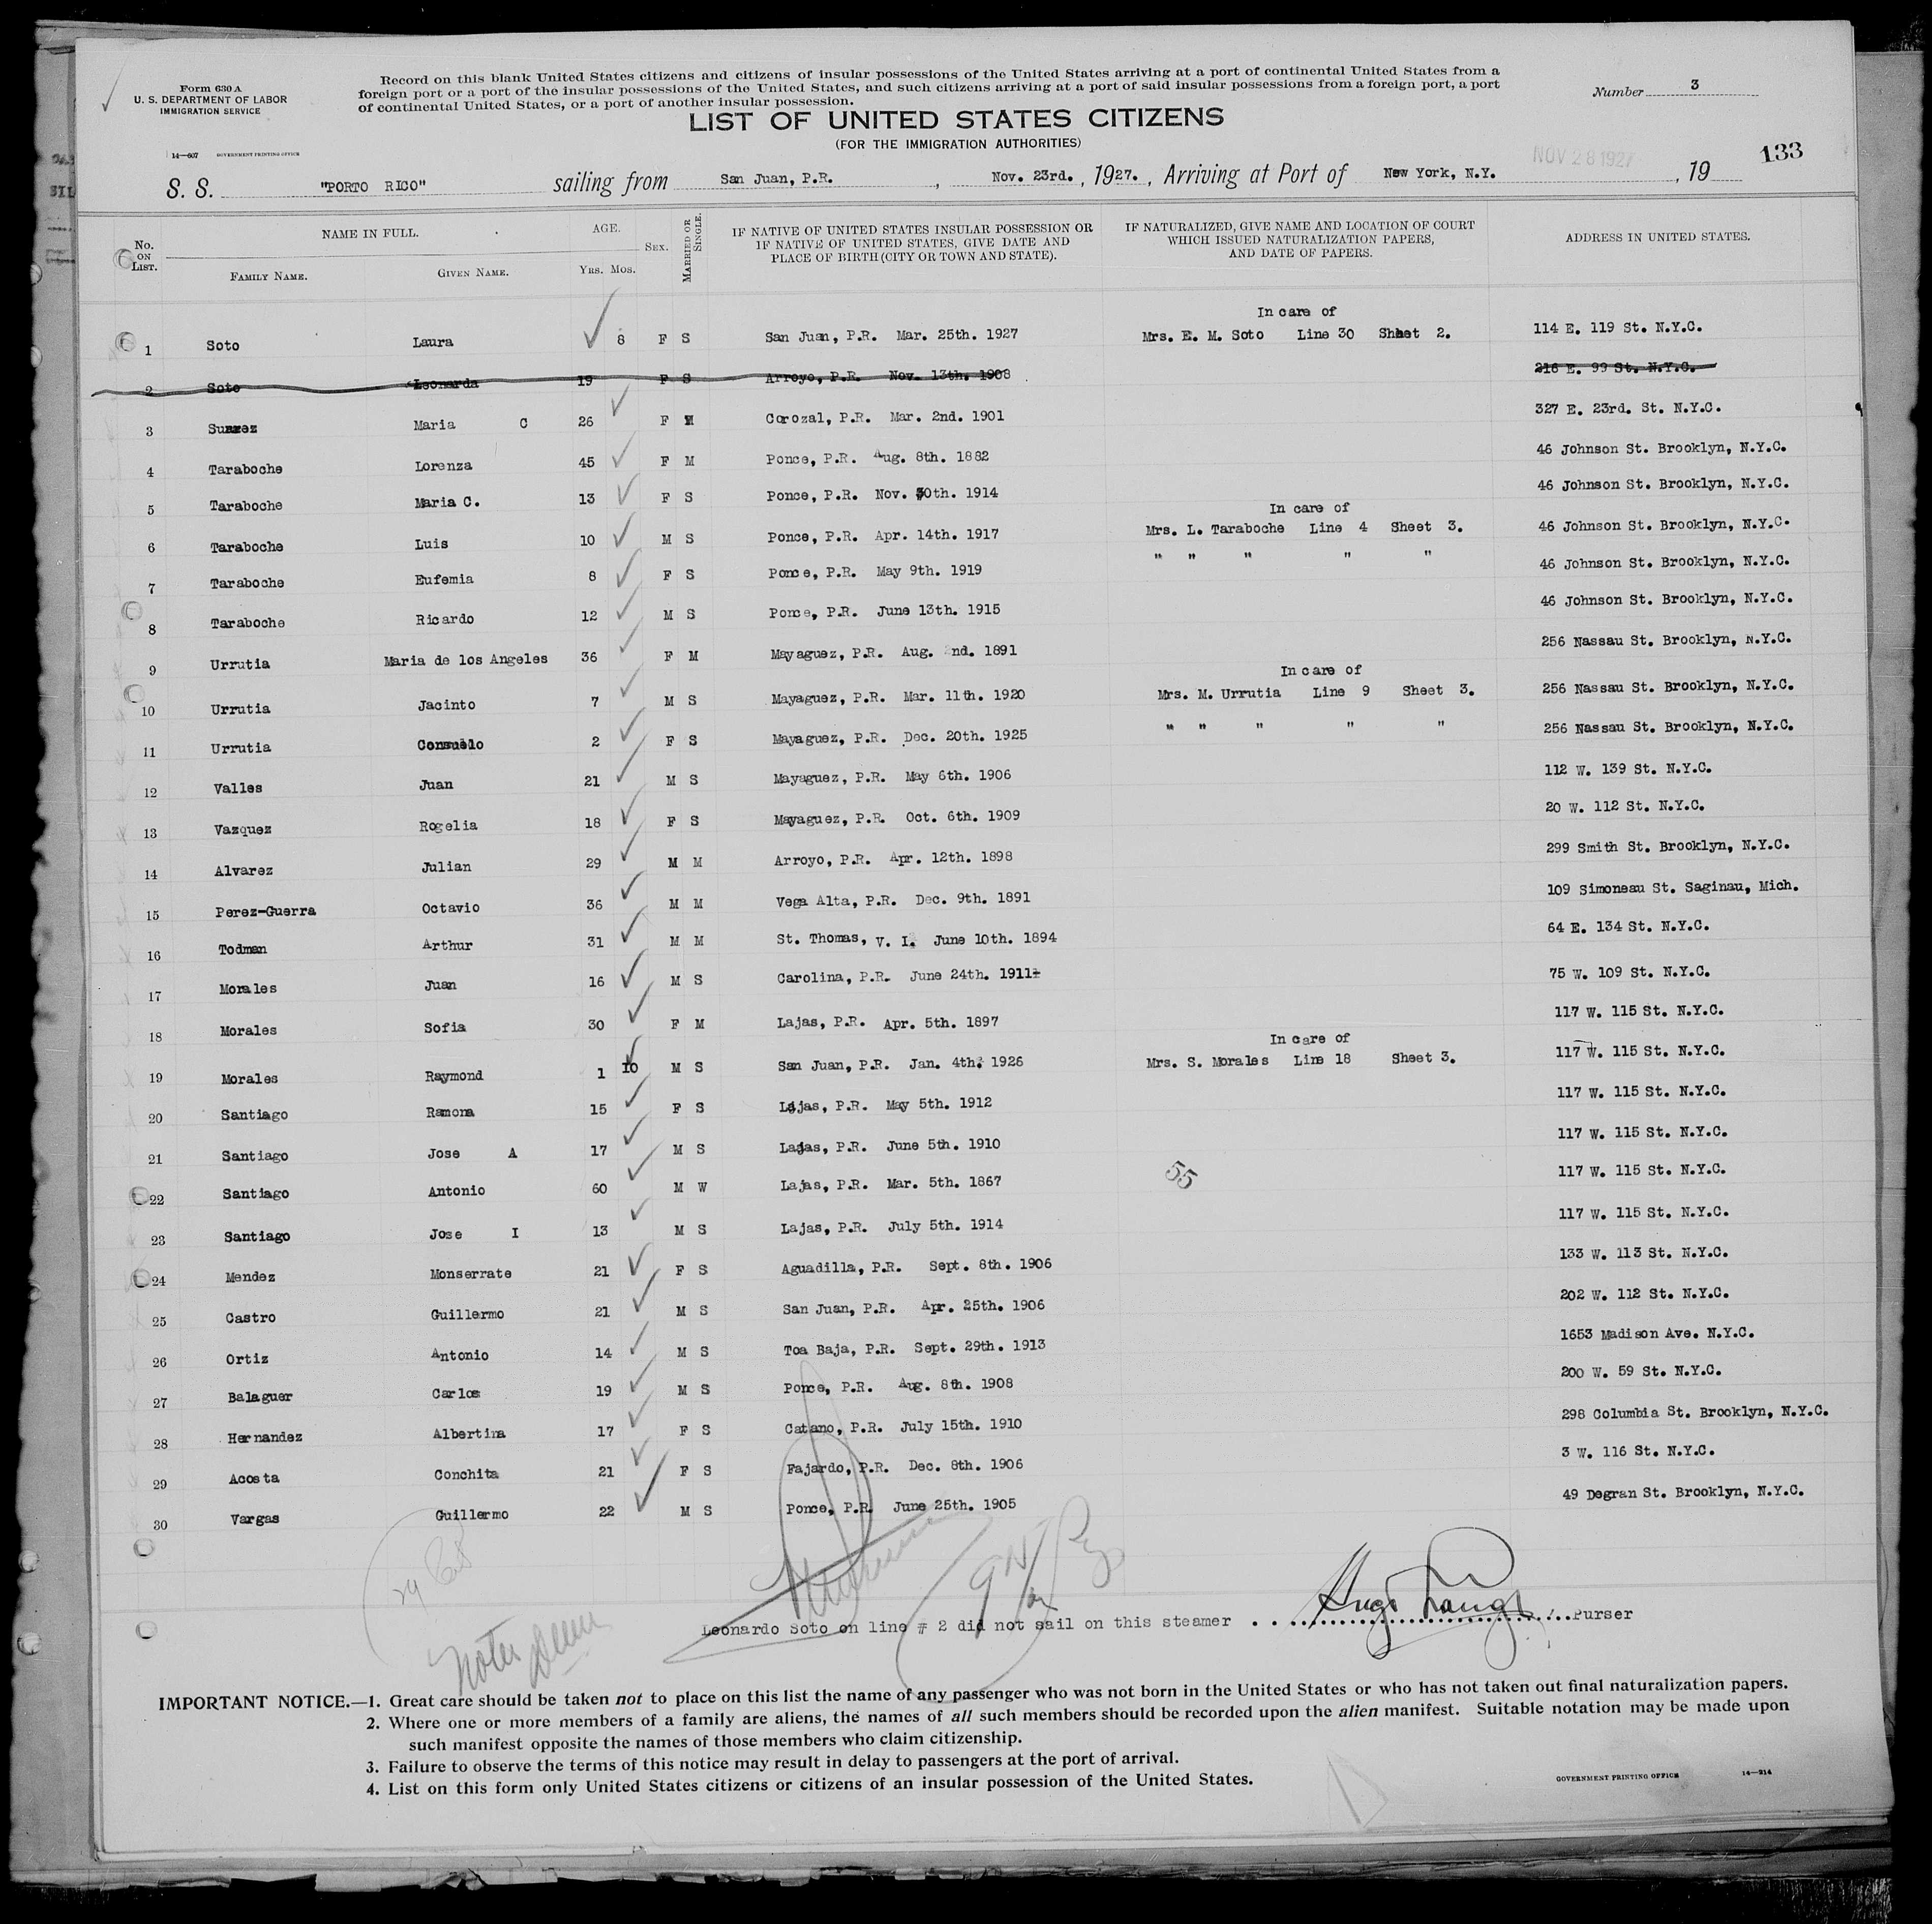 Form 630 A
U. S. DEPARTMENT OF LABOR
IMMIGRATION SERVICE
14—607 GOVERNMENT PRINTING OFFICE
Record on this blank United States citizens and citizens of insular possessions of the United States arriving at a port of continental United States from a
foreign port or a port of the insular possessions of the United States, and such citizens arriving at a port of said insular possessions from a foreign port, a port
of continental United States, or a port of another insular possession.
Number 3
LIST OF UNITED STATES CITIZENS
(FOR THE IMMIGRATION AUTHORITIES)
NOV 28 1927
133
S. S. "PORTO RICO" sailing from San Juan, P.R. , Nov. 23rd. , 1927. , Arriving at Port of New York, N.Y. , 19
No. ON LIST. NAME IN FULL. FAMILY NAME. GIVEN NAME. AGE. YRS. MOS. SEX. MARRIED OR SINGLE. IF NATIVE OF UNITED STATES INSULAR POSSESSION OR IF NATIVE OF UNITED STATES, GIVE DATE AND PLACE OF BIRTH (CITY OR TOWN AND STATE). IF NATURALIZED, GIVE NAME AND LOCATION OF COURT WHICH ISSUED NATURALIZATION PAPERS, AND DATE OF PAPERS. ADDRESS IN UNITED STATES.
In care of
1 Soto Laura 8 F S San Juan, P.R. Mar. 25th. 1927 Mrs. E. M. Soto Line 30 Sheet 2. 114 E. 119 St. N.Y.C.
2 Soto Leonarda 19 F S Arroyo, P.R. Nov. 13th. 1908 216 E. 99 St. N.Y.C.
3 Suarez Maria C 26 F M Corozal, P.R. Mar. 2nd. 1901 327 E. 23rd. St. N.Y.C.
4 Taraboche Lorenza 45 F M Ponce, P.R. Aug. 8th. 1882 46 Johnson St. Brooklyn, N.Y.C.
5 Taraboche Maria C. 13 F S Ponce, P.R. Nov. 30th. 1914 46 Johnson St. Brooklyn, N.Y.C.
In care of
6 Taraboche Luis 10 M S Ponce, P.R. Apr. 14th. 1917 Mrs. L. Taraboche Line 4 Sheet 3. 46 Johnson St. Brooklyn, N.Y.C.
7 Taraboche Eufemia 8 F S Ponce, P.R. May 9th. 1919 " " " " " 46 Johnson St. Brooklyn, N.Y.C.
8 Taraboche Ricardo 12 M S Ponce, P.R. June 13th. 1915 46 Johnson St. Brooklyn, N.Y.C.
9 Urrutia Maria de los Angeles 36 F M Mayaguez, P.R. Aug. 2nd. 1891 256 Nassau St. Brooklyn, N.Y.C.
In care of
10 Urrutia Jacinto 7 M S Mayaguez, P.R. Mar. 11th. 1920 Mrs. M. Urrutia Line 9 Sheet 3. 256 Nassau St. Brooklyn, N.Y.C.
11 Urrutia Consuelo 2 F S Mayaguez, P.R. Dec. 20th. 1925 " " " " " 256 Nassau St. Brooklyn, N.Y.C.
12 Valles Juan 21 M S Mayaguez, P.R. May 6th. 1906 112 W. 139 St. N.Y.C.
13 Vazquez Rogelia 18 F S Mayaguez, P.R. Oct. 6th. 1909 20 W. 112 St. N.Y.C.
14 Alvarez Julian 29 M M Arroyo, P.R. Apr. 12th. 1898 299 Smith St. Brooklyn, N.Y.C.
15 Perez-Guerra Octavio 36 M M Vega Alta, P.R. Dec. 9th. 1891 109 Simoneau St. Saginau, Mich.
16 Todman Arthur 31 M M St. Thomas, V. I. June 10th. 1894 64 E. 134 St. N.Y.C.
17 Morales Juan 16 M S Carolina, P.R. June 24th. 1911 75 W. 109 St. N.Y.C.
18 Morales Sofia 30 F M Lajas, P.R. Apr. 5th. 1897 117 W. 115 St. N.Y.C.
In care of
19 Morales Raymond 1 10 M S San Juan, P.R. Jan. 4th. 1926 Mrs. S. Morales Line 18 Sheet 3. 117 W. 115 St. N.Y.C.
20 Santiago Ramona 15 F S Lajas, P.R. May 5th. 1912 117 W. 115 St. N.Y.C.
21 Santiago Jose A 17 M S Lajas, P.R. June 5th. 1910 117 W. 115 St. N.Y.C.
22 Santiago Antonio 60 M W Lajas, P.R. Mar. 5th. 1867 55 117 W. 115 St. N.Y.C.
23 Santiago Jose I 13 M S Lajas, P.R. July 5th. 1914 117 W. 115 St. N.Y.C.
24 Mendez Monserrate 21 F S Aguadilla, P.R. Sept. 8th. 1906 133 W. 113 St. N.Y.C.
25 Castro Guillermo 21 M S San Juan, P.R. Apr. 25th. 1906 202 W. 112 St. N.Y.C.
26 Ortiz Antonio 14 M S Toa Baja, P.R. Sept. 29th. 1913 1653 Madison Ave. N.Y.C.
27 Balaguer Carlos 19 M S Ponce, P.R. Aug. 8th. 1908 200 W. 59 St. N.Y.C.
28 Hernandez Albertina 17 F S Catano, P.R. July 15th. 1910 298 Columbia St. Brooklyn, N.Y.C.
29 Acosta Conchita 21 F S Fajardo, P.R. Dec. 8th. 1906 3 W. 116 St. N.Y.C.
30 Vargas Guillermo 22 M S Ponce, P.R. June 25th. 1905 49 Degran St. Brooklyn, N.Y.C.
Leonardo Soto on line # 2 did not sail on this steamer Purser
IMPORTANT NOTICE.—1. Great care should be taken not to place on this list the name of any passenger who was not born in the United States or who has not taken out final naturalization papers.
2. Where one or more members of a family are aliens, the names of all such members should be recorded upon the alien manifest. Suitable notation may be made upon
such manifest opposite the names of those members who claim citizenship.
3. Failure to observe the terms of this notice may result in delay to passengers at the port of arrival.
4. List on this form only United States citizens or citizens of an insular possession of the United States.
GOVERNMENT PRINTING OFFICE 14—214